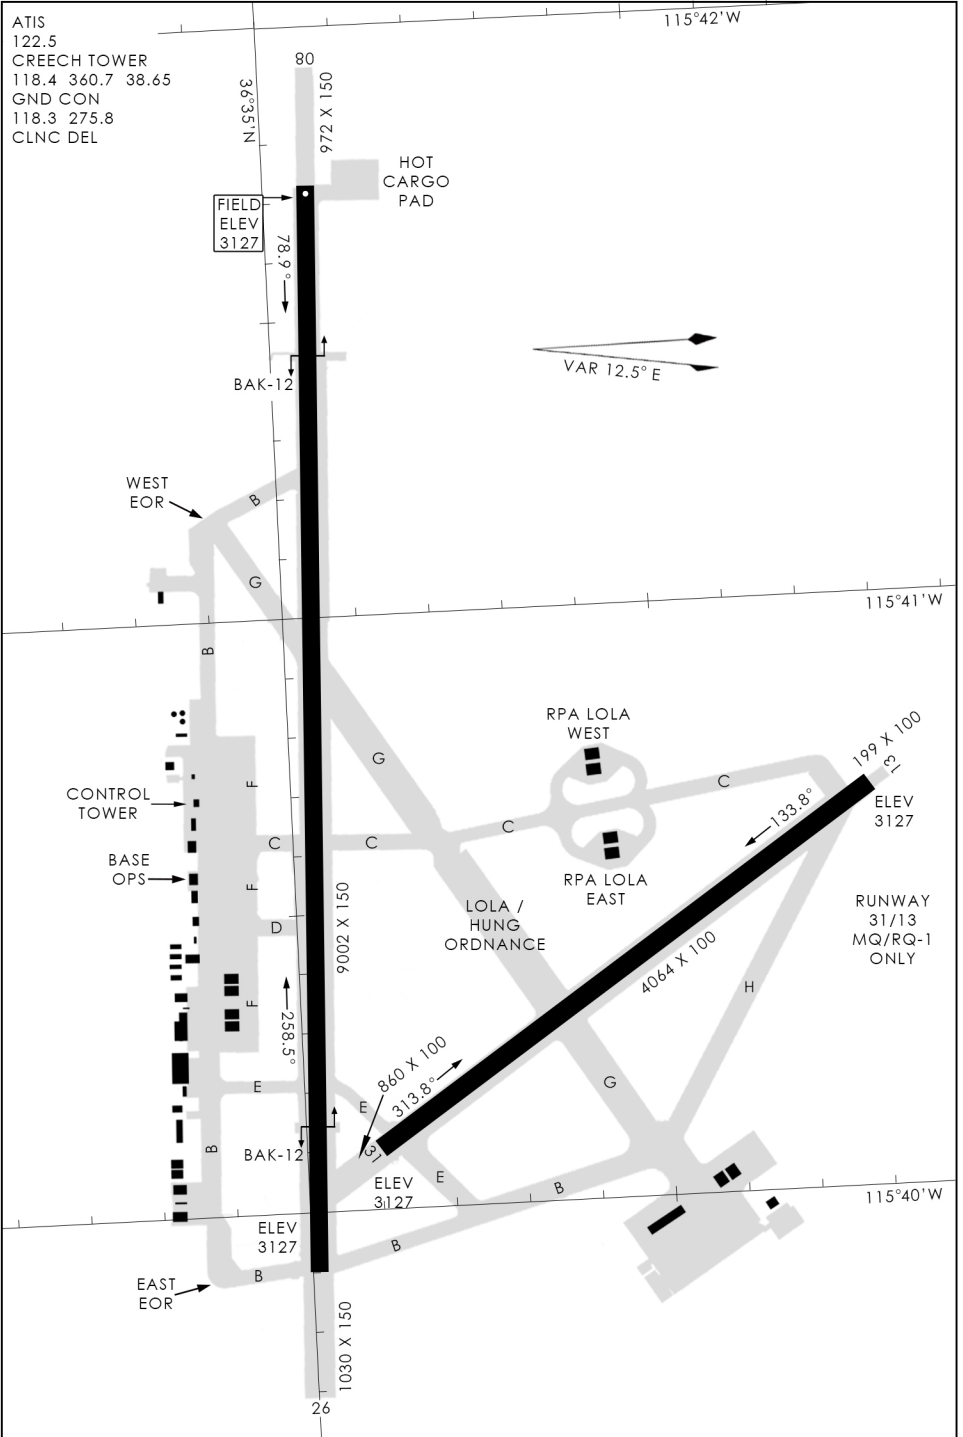 ATIS
122.5
CREECH TOWER
118.4 360.7 38.65
GND CON
118.3 275.8
CLNC DEL
115°42'W
36°35'N
08
972 X 150
HOT
CARGO
PAD
FIELD
ELEV
3127
78.9°
VAR 12.5° E
BAK-12
WEST
EOR
B
G
115°41'W
B
RPA LOLA
WEST
G
199 X 100
13
C
F
133.8°
CONTROL
TOWER
ELEV
3127
C
C
C
BASE
OPS
F
RPA LOLA
EAST
LOLA /
HUNG
ORDNANCE
RUNWAY
31/13
MQ/RQ-1
ONLY
D
9002 X 150
4064 X 100
H
F
258.5°
860 X 100
313.8°
E
E
G
B
BAK-12
31
ELEV
3127
E
B
115°40'W
ELEV
3127
B
B
EAST
EOR
1030 X 150
26